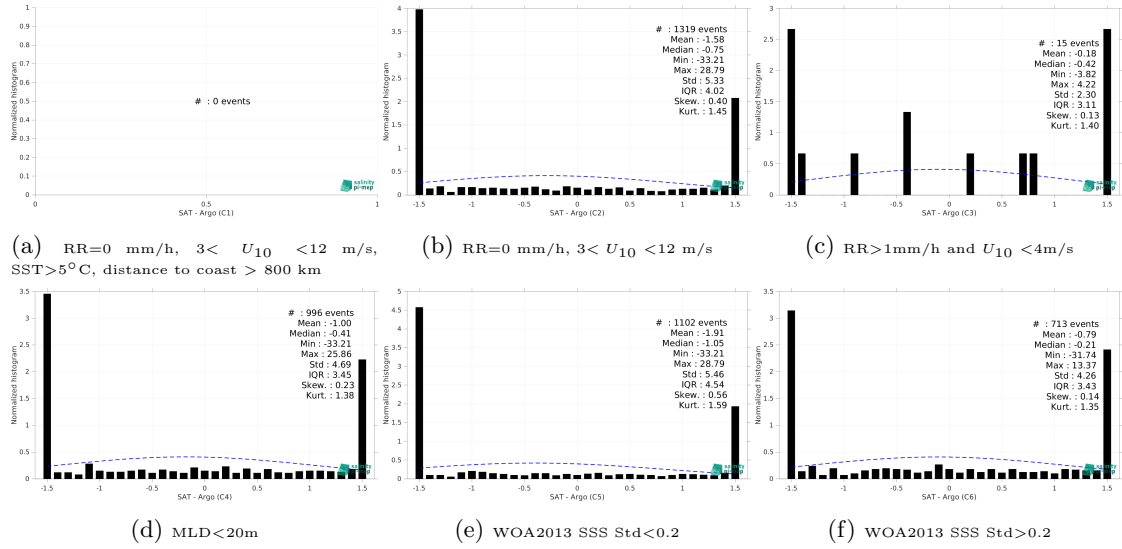 1
0.9
0.8
0.7
0.6
0.5
0.4
0.3
0.2
0.1
0
Normalized histogram
# : 0 events
salinity
pi-mep
0 0.5 1
SAT - Argo (C1)
(a) RR=0 mm/h, 3< U10 <12 m/s,
SST>5°C, distance to coast > 800 km
4
3.5
3
2.5
2
1.5
1
0.5
0
Normalized histogram
# : 1319 events
Mean : -1.58
Median : -0.75
Min : -33.21
Max : 28.79
Std : 5.33
IQR : 4.02
Skew. : 0.40
Kurt. : 1.45
salinity
pi-mep
-1.5 -1 -0.5 0 0.5 1 1.5
SAT - Argo (C2)
(b) RR=0 mm/h, 3< U10 <12 m/s
3
2.5
2
1.5
1
0.5
0
Normalized histogram
# : 15 events
Mean : -0.18
Median : -0.42
Min : -3.82
Max : 4.22
Std : 2.30
IQR : 3.11
Skew. : 0.13
Kurt. : 1.40
salinity
pi-mep
-1.5 -1 -0.5 0 0.5 1 1.5
SAT - Argo (C3)
(c) RR>1mm/h and U10 <4m/s
3.5
3
2.5
2
1.5
1
0.5
0
Normalized histogram
# : 996 events
Mean : -1.00
Median : -0.41
Min : -33.21
Max : 25.86
Std : 4.69
IQR : 3.45
Skew. : 0.23
Kurt. : 1.38
salinity
pi-mep
-1.5 -1 -0.5 0 0.5 1 1.5
SAT - Argo (C4)
(d) MLD<20m
5
4.5
4
3.5
3
2.5
2
1.5
1
0.5
0
Normalized histogram
# : 1102 events
Mean : -1.91
Median : -1.05
Min : -33.21
Max : 28.79
Std : 5.46
IQR : 4.54
Skew. : 0.56
Kurt. : 1.59
salinity
pi-mep
-1.5 -1 -0.5 0 0.5 1 1.5
SAT - Argo (C5)
(e) WOA2013 SSS Std<0.2
3.5
3
2.5
2
1.5
1
0.5
0
Normalized histogram
# : 713 events
Mean : -0.79
Median : -0.21
Min : -31.74
Max : 13.37
Std : 4.26
IQR : 3.43
Skew. : 0.14
Kurt. : 1.35
salinity
pi-mep
-1.5 -1 -0.5 0 0.5 1 1.5
SAT - Argo (C6)
(f) WOA2013 SSS Std>0.2